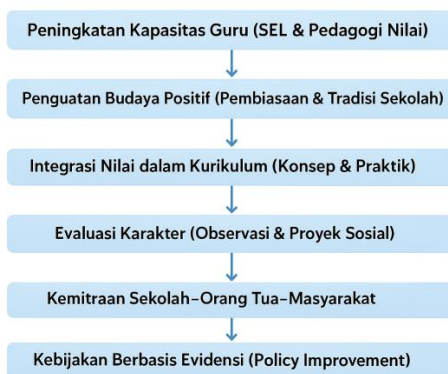 Peningkatan Kapasitas Guru (SEL & Pedagogi Nilai)
Penguatan Budaya Positif (Pembiasaan & Tradisi Sekolah)
Integrasi Nilai dalam Kurikulum (Konsep & Praktik)
Evaluasi Karakter (Observasi & Proyek Sosial)
Kemitraan Sekolah–Orang Tua–Masyarakat
Kebijakan Berbasis Evidensi (Policy Improvement)